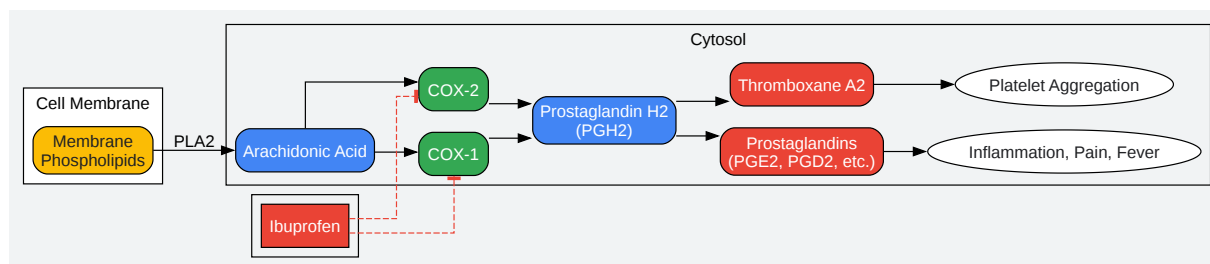 Cytosol
Cell Membrane
Membrane
Phospholipids
PLA2
Arachidonic Acid
COX-2
COX-1
Prostaglandin H2
(PGH2)
Thromboxane A2
Platelet Aggregation
Prostaglandins
(PGE2, PGD2, etc.)
Inflammation, Pain, Fever
Ibuprofen